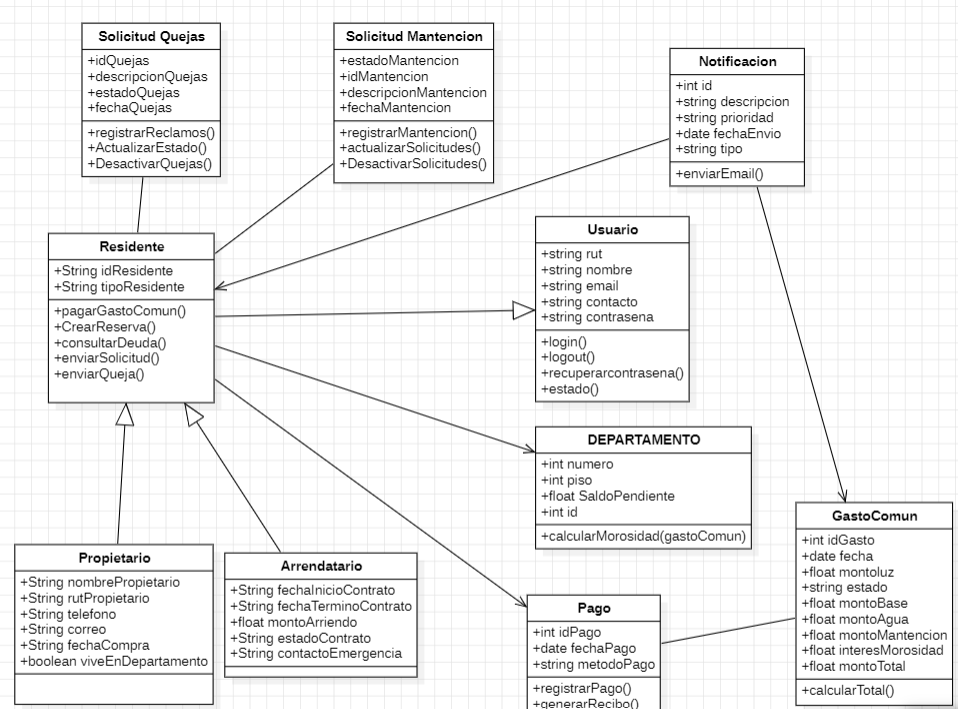 Solicitud Quejas
+idQuejas
+descripcionQuejas
+estadoQuejas
+fechaQuejas
+registrarReclamos()
+ActualizarEstado()
+DesactivarQuejas()
Solicitud Mantencion
+estadoMantencion
+idMantencion
+descripcionMantencion
+fechaMantencion
+registrarMantencion()
+actualizarSolicitudes()
+DesactivarSolicitudes()
Notificacion
+int id
+string descripcion
+string prioridad
+date fechaEnvio
+string tipo
+enviarEmail()
Residente
+String idResidente
+String tipoResidente
+pagarGastoComun()
+CrearReserva()
+consultarDeuda()
+enviarSolicitud()
+enviarQueja()
Usuario
+string rut
+string nombre
+string email
+string contacto
+string contrasena
+login()
+logout()
+recuperarcontrasena()
+estado()
DEPARTAMENTO
+int numero
+int piso
+float SaldoPendiente
+int id
+calcularMorosidad(gastoComun)
GastoComun
+int idGasto
+date fecha
+float montoluz
+string estado
+float montoBase
+float montoAgua
+float montoMantencion
+float interesMorosidad
+float montoTotal
+calcularTotal()
Propietario
+String nombrePropietario
+String rutPropietario
+String telefono
+String correo
+String fechaCompra
+boolean viveEnDepartamento
Arrendatario
+String fechaInicioContrato
+String fechaTerminoContrato
+float montoArriendo
+String estadoContrato
+String contactoEmergencia
Pago
+int idPago
+date fechaPago
+string metodoPago
+registrarPago()
+generarRecibo()